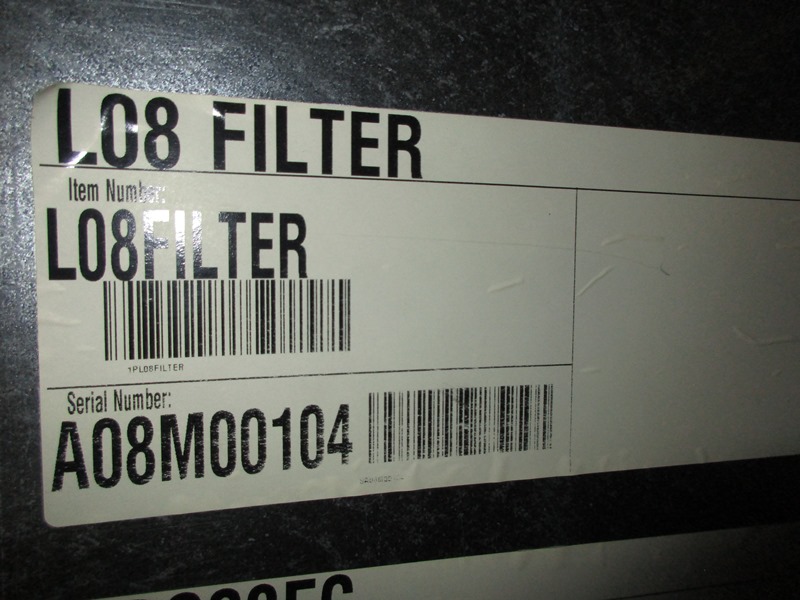 L08 FILTER
Item Number:
L08FILTER
1PL08FILTER
Serial Number:
A08M00104